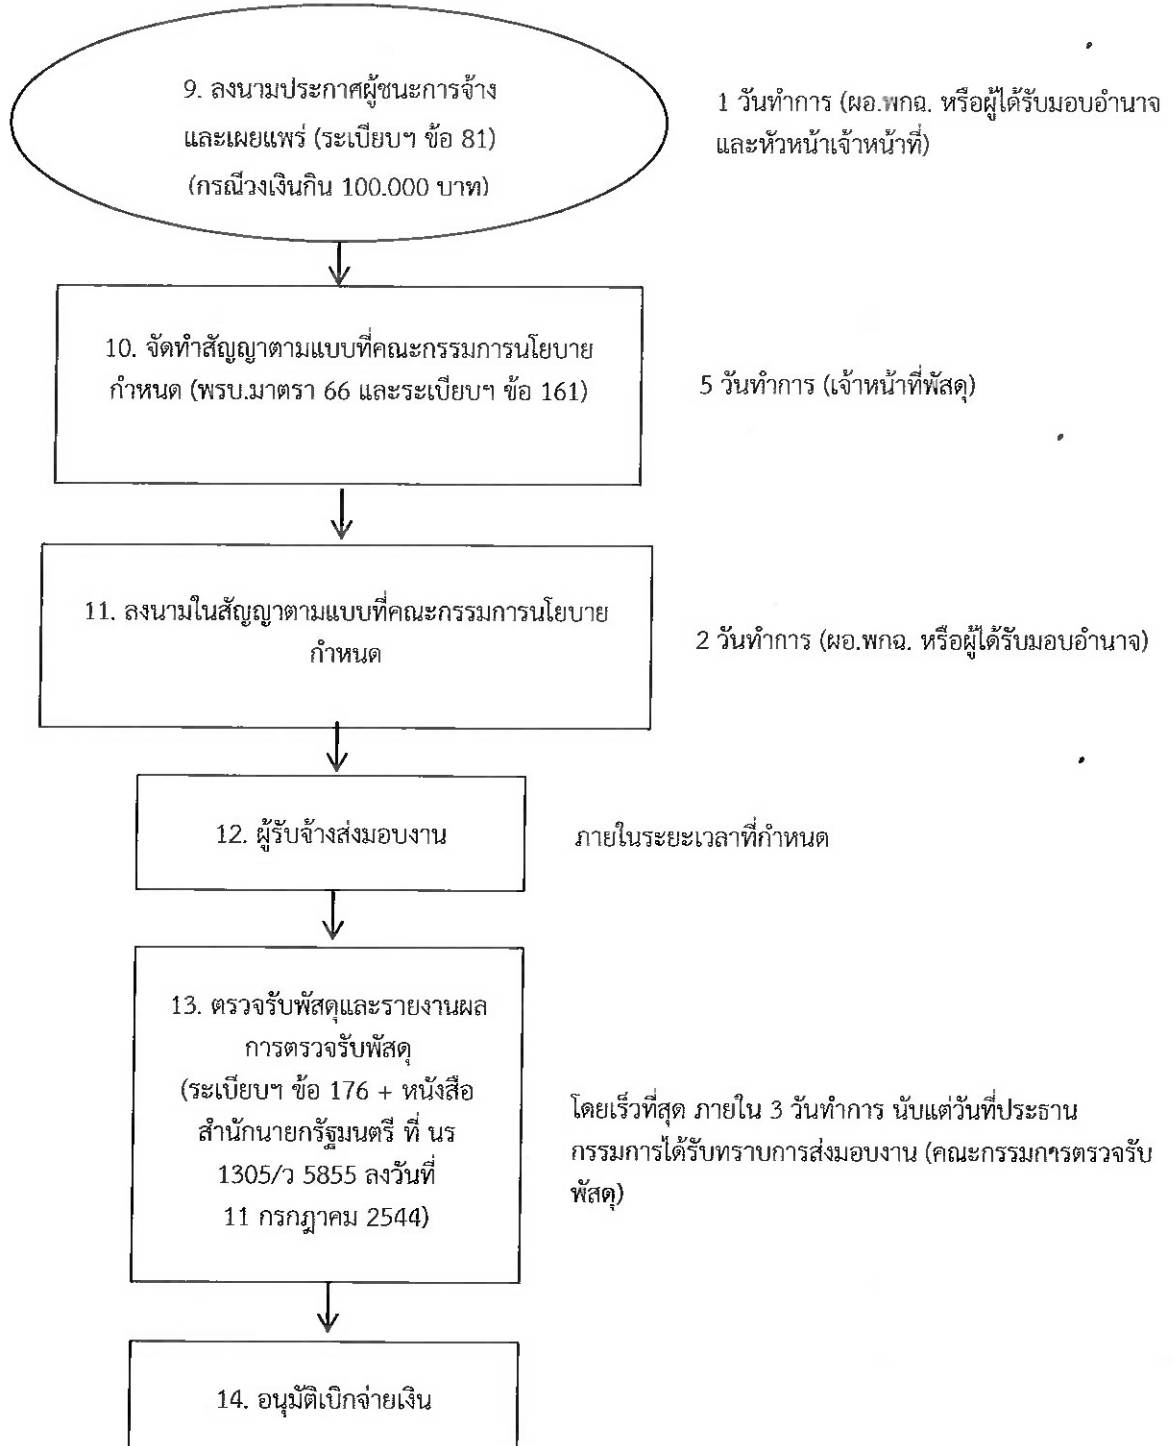 9. ลงนามประกาศผู้ชนะการจ้าง
และเผยแพร่ (ระเบียบฯ ข้อ 81)
(กรณีวงเงินกิน 100.000 บาท)
1 วันทำการ (ผอ.พกฉ. หรือผู้ได้รับมอบอำนาจ
และหัวหน้าเจ้าหน้าที่)
10. จัดทำสัญญาตามแบบที่คณะกรรมการนโยบาย
กำหนด (พรบ.มาตรา 66 และระเบียบฯ ข้อ 161)
5 วันทำการ (เจ้าหน้าที่พัสดุ)
11. ลงนามในสัญญาตามแบบที่คณะกรรมการนโยบาย
กำหนด
2 วันทำการ (ผอ.พกฉ. หรือผู้ได้รับมอบอำนาจ)
12. ผู้รับจ้างส่งมอบงาน
ภายในระยะเวลาที่กำหนด
13. ตรวจรับพัสดุและรายงานผล
การตรวจรับพัสดุ
(ระเบียบฯ ข้อ 176 + หนังสือ
สำนักนายกรัฐมนตรี ที่ นร
1305/ว 5855 ลงวันที่
11 กรกฎาคม 2544)
โดยเร็วที่สุด ภายใน 3 วันทำการ นับแต่วันที่ประธาน
กรรมการได้รับทราบการส่งมอบงาน (คณะกรรมการตรวจรับ
พัสดุ)
14. อนุมัติเบิกจ่ายเงิน